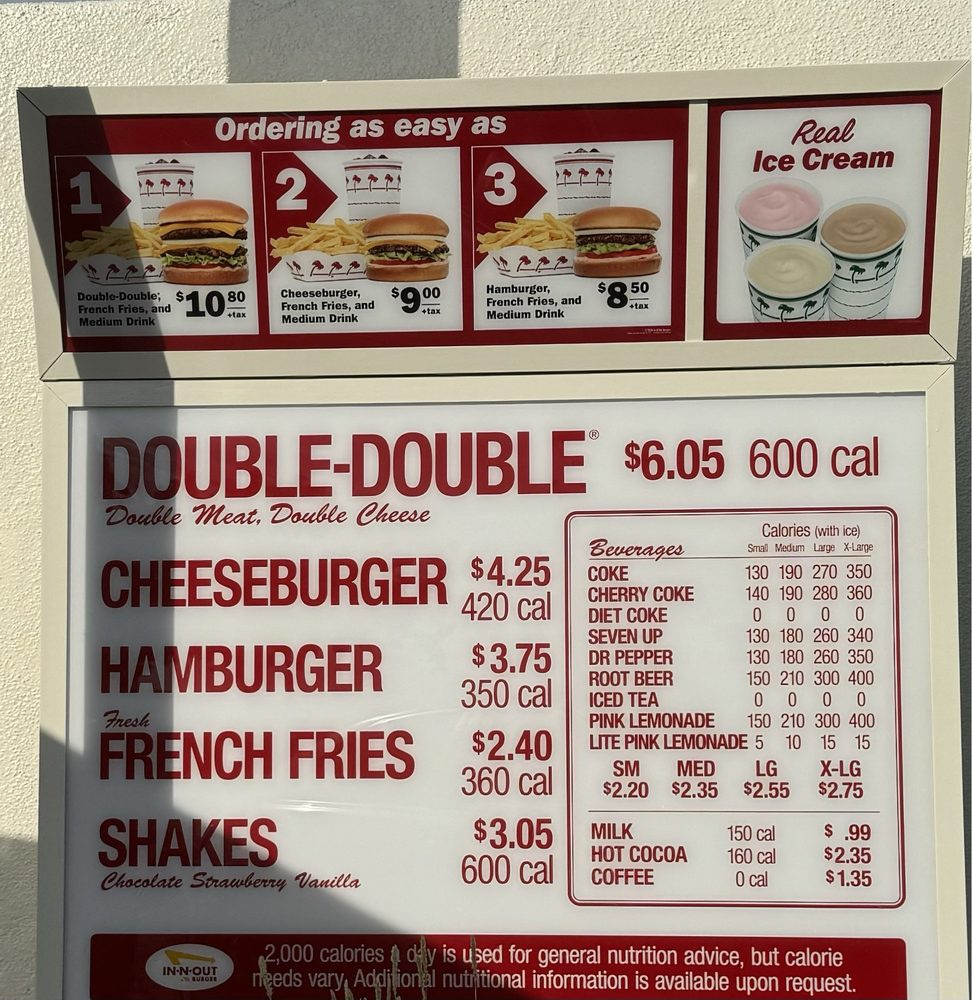 Ordering as easy as
1
Double-Double,
French Fries, and
Medium Drink
$10 80
+tax
2
Cheeseburger,
French Fries, and
Medium Drink
$9 00
+tax
3
Hamburger,
French Fries, and
Medium Drink
$8 50
+tax
Real
Ice Cream
DOUBLE-DOUBLE® $6.05 600 cal
Double Meat, Double Cheese
CHEESEBURGER $4.25
420 cal
HAMBURGER $3.75
350 cal
Fresh
FRENCH FRIES $2.40
360 cal
SHAKES $3.05
600 cal
Chocolate Strawberry Vanilla
Calories (with ice)
Beverages Small Medium Large X-Large
COKE 130 190 270 350
CHERRY COKE 140 190 280 360
DIET COKE 0 0 0 0
SEVEN UP 130 180 260 340
DR PEPPER 130 180 260 350
ROOT BEER 150 210 300 400
ICED TEA 0 0 0 0
PINK LEMONADE 150 210 300 400
LITE PINK LEMONADE 5 10 15 15
SM MED LG X-LG
$2.20 $2.35 $2.55 $2.75
MILK 150 cal $ .99
HOT COCOA 160 cal $2.35
COFFEE 0 cal $1.35
IN-N-OUT
BURGER
2,000 calories a day is used for general nutrition advice, but calorie
needs vary. Additional nutritional information is available upon request.